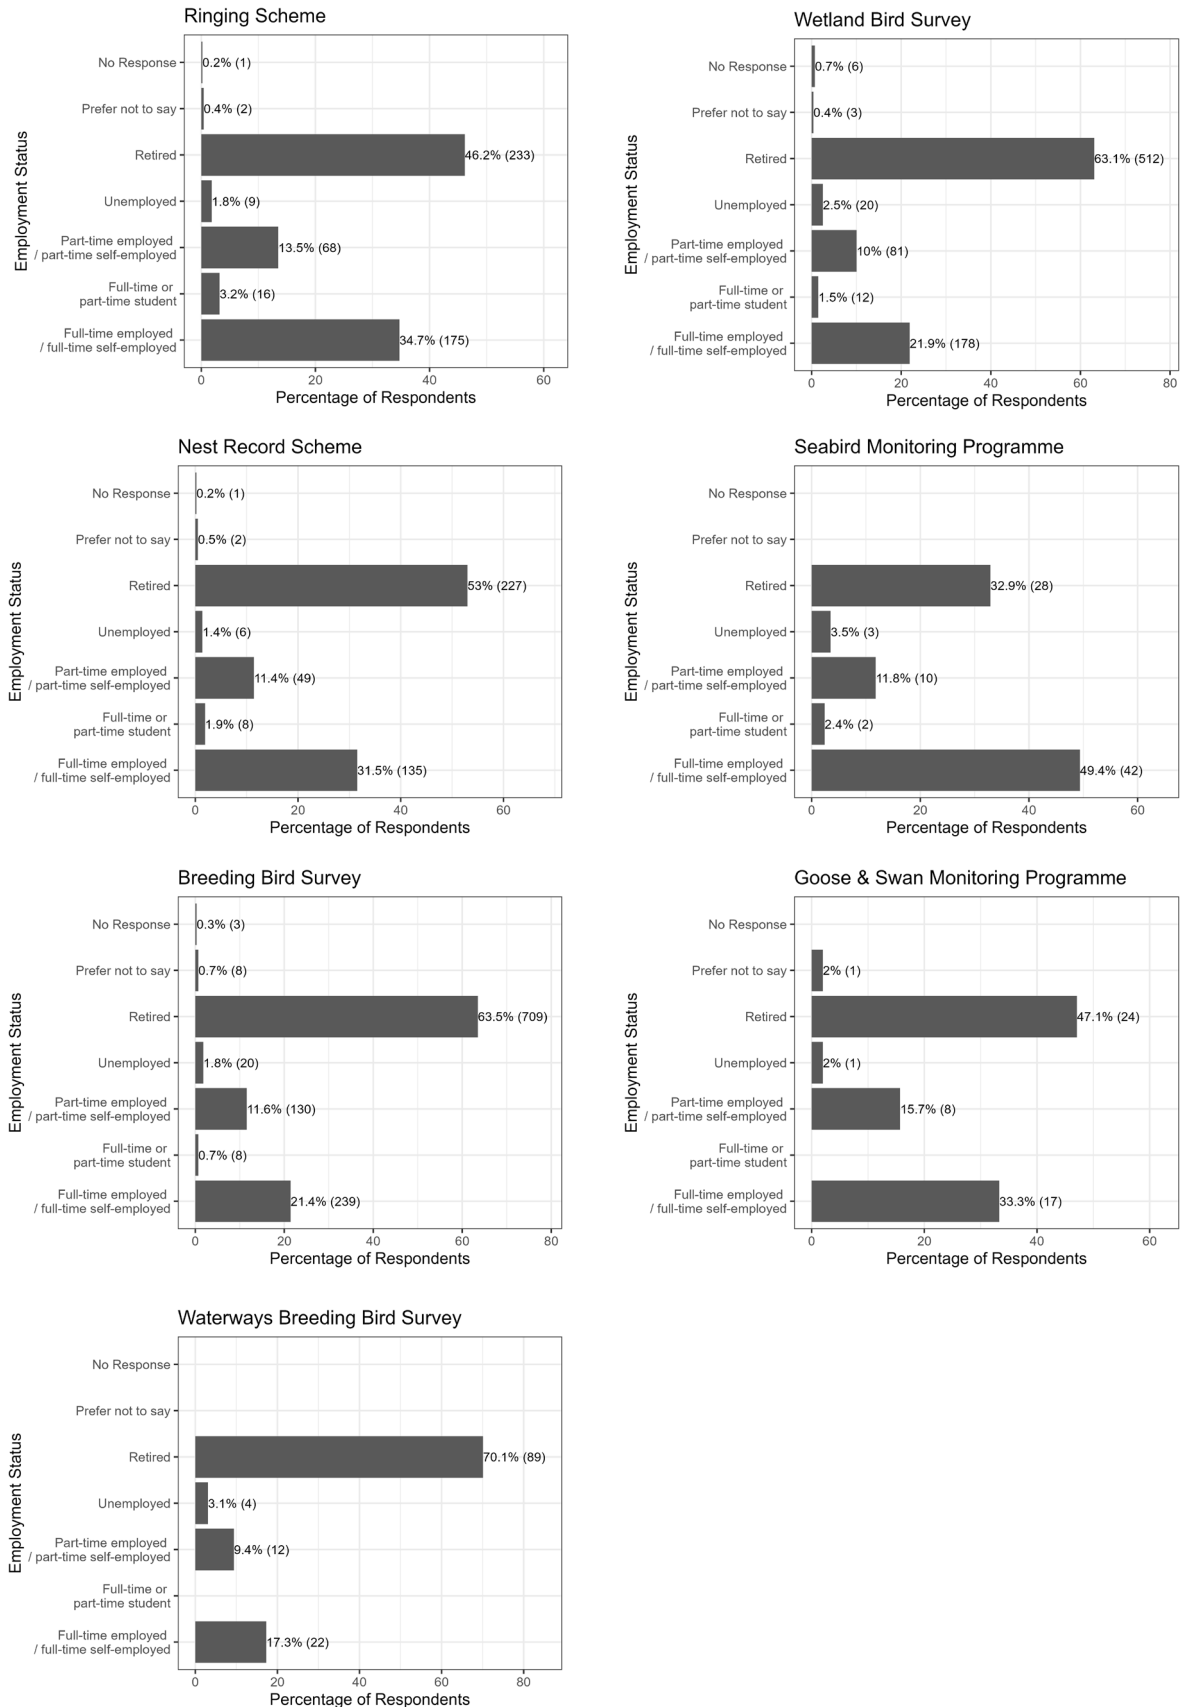 Ringing Scheme
Employment Status
No Response
0.2% (1)
Prefer not to say
0.4% (2)
Retired
46.2% (233)
Unemployed
1.8% (9)
Part-time employed
/ part-time self-employed
13.5% (68)
Full-time or
part-time student
3.2% (16)
Full-time employed
/ full-time self-employed
34.7% (175)
0 20 40 60
Percentage of Respondents
Wetland Bird Survey
Employment Status
No Response
0.7% (6)
Prefer not to say
0.4% (3)
Retired
63.1% (512)
Unemployed
2.5% (20)
Part-time employed
/ part-time self-employed
10% (81)
Full-time or
part-time student
1.5% (12)
Full-time employed
/ full-time self-employed
21.9% (178)
0 20 40 60 80
Percentage of Respondents
Nest Record Scheme
Employment Status
No Response
0.2% (1)
Prefer not to say
0.5% (2)
Retired
53% (227)
Unemployed
1.4% (6)
Part-time employed
/ part-time self-employed
11.4% (49)
Full-time or
part-time student
1.9% (8)
Full-time employed
/ full-time self-employed
31.5% (135)
0 20 40 60
Percentage of Respondents
Seabird Monitoring Programme
Employment Status
No Response
Prefer not to say
Retired
32.9% (28)
Unemployed
3.5% (3)
Part-time employed
/ part-time self-employed
11.8% (10)
Full-time or
part-time student
2.4% (2)
Full-time employed
/ full-time self-employed
49.4% (42)
0 20 40 60
Percentage of Respondents
Breeding Bird Survey
Employment Status
No Response
0.3% (3)
Prefer not to say
0.7% (8)
Retired
63.5% (709)
Unemployed
1.8% (20)
Part-time employed
/ part-time self-employed
11.6% (130)
Full-time or
part-time student
0.7% (8)
Full-time employed
/ full-time self-employed
21.4% (239)
0 20 40 60 80
Percentage of Respondents
Goose & Swan Monitoring Programme
Employment Status
No Response
Prefer not to say
2% (1)
Retired
47.1% (24)
Unemployed
2% (1)
Part-time employed
/ part-time self-employed
15.7% (8)
Full-time or
part-time student
Full-time employed
/ full-time self-employed
33.3% (17)
0 20 40 60
Percentage of Respondents
Waterways Breeding Bird Survey
Employment Status
No Response
Prefer not to say
Retired
70.1% (89)
Unemployed
3.1% (4)
Part-time employed
/ part-time self-employed
9.4% (12)
Full-time or
part-time student
Full-time employed
/ full-time self-employed
17.3% (22)
0 20 40 60 80
Percentage of Respondents